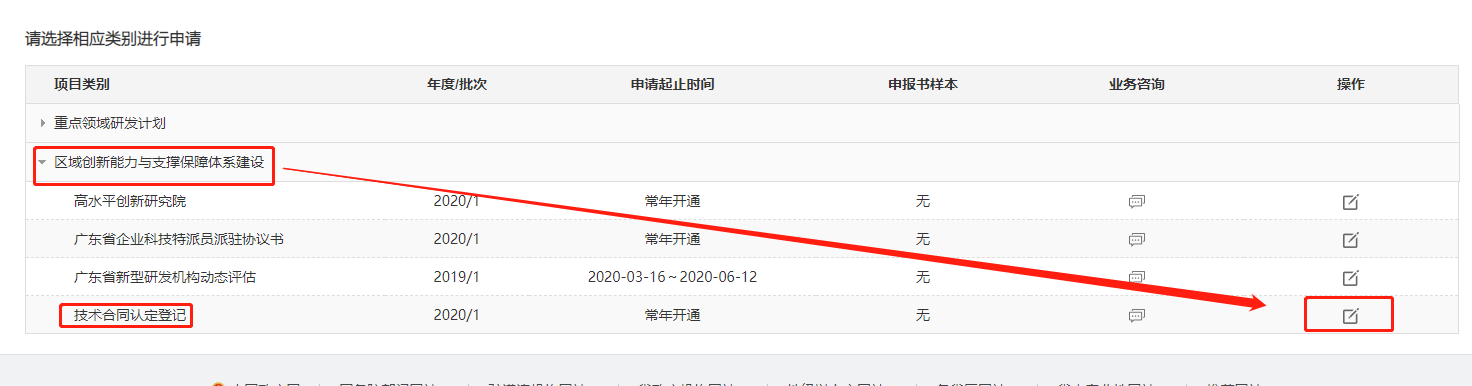 请选择相应类别进行申请
项目类别 年度/批次 申请起止时间 申报书样本 业务咨询 操作
重点领域研发计划
区域创新能力与支撑保障体系建设
高水平创新研究院 2020/1 常年开通 无
广东省企业科技特派员派驻协议书 2020/1 常年开通 无
广东省新型研发机构动态评估 2019/1 2020-03-16～2020-06-12 无
技术合同认定登记 2020/1 常年开通 无